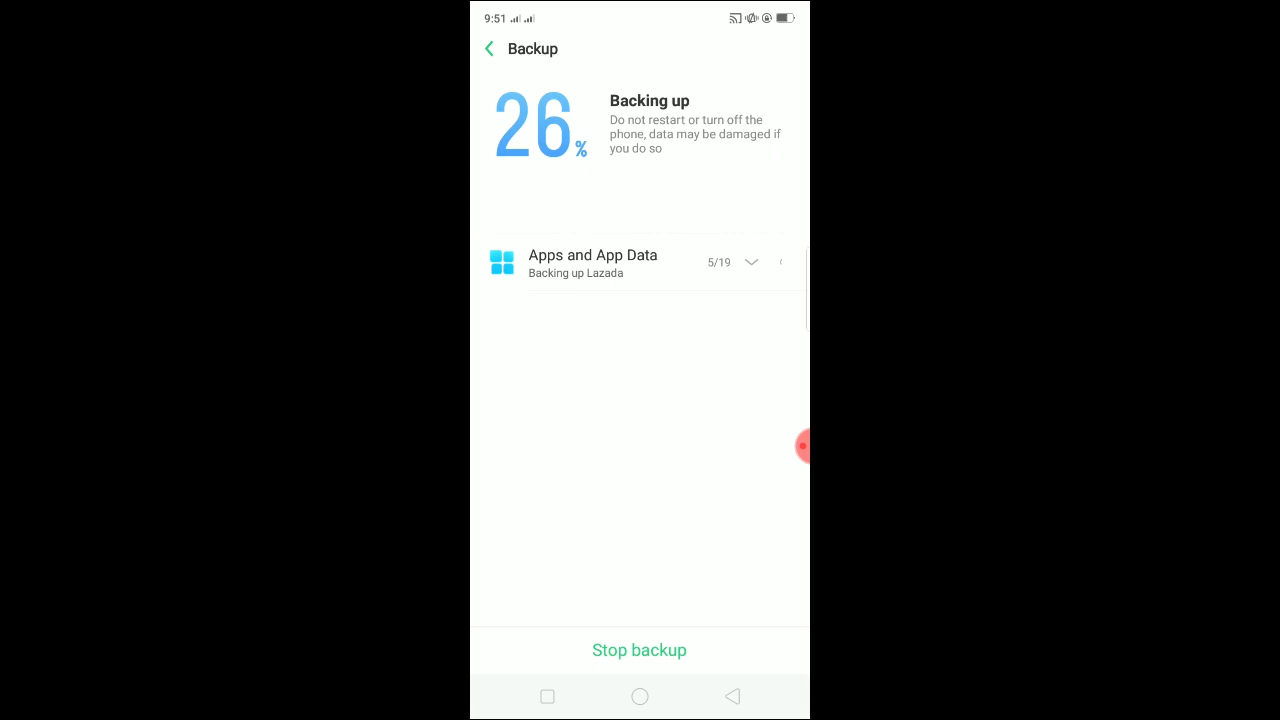 9:51
Backup
26%
Backing up
Do not restart or turn off the
phone, data may be damaged if
you do so
Apps and App Data
5/19
Backing up Lazada
Stop backup